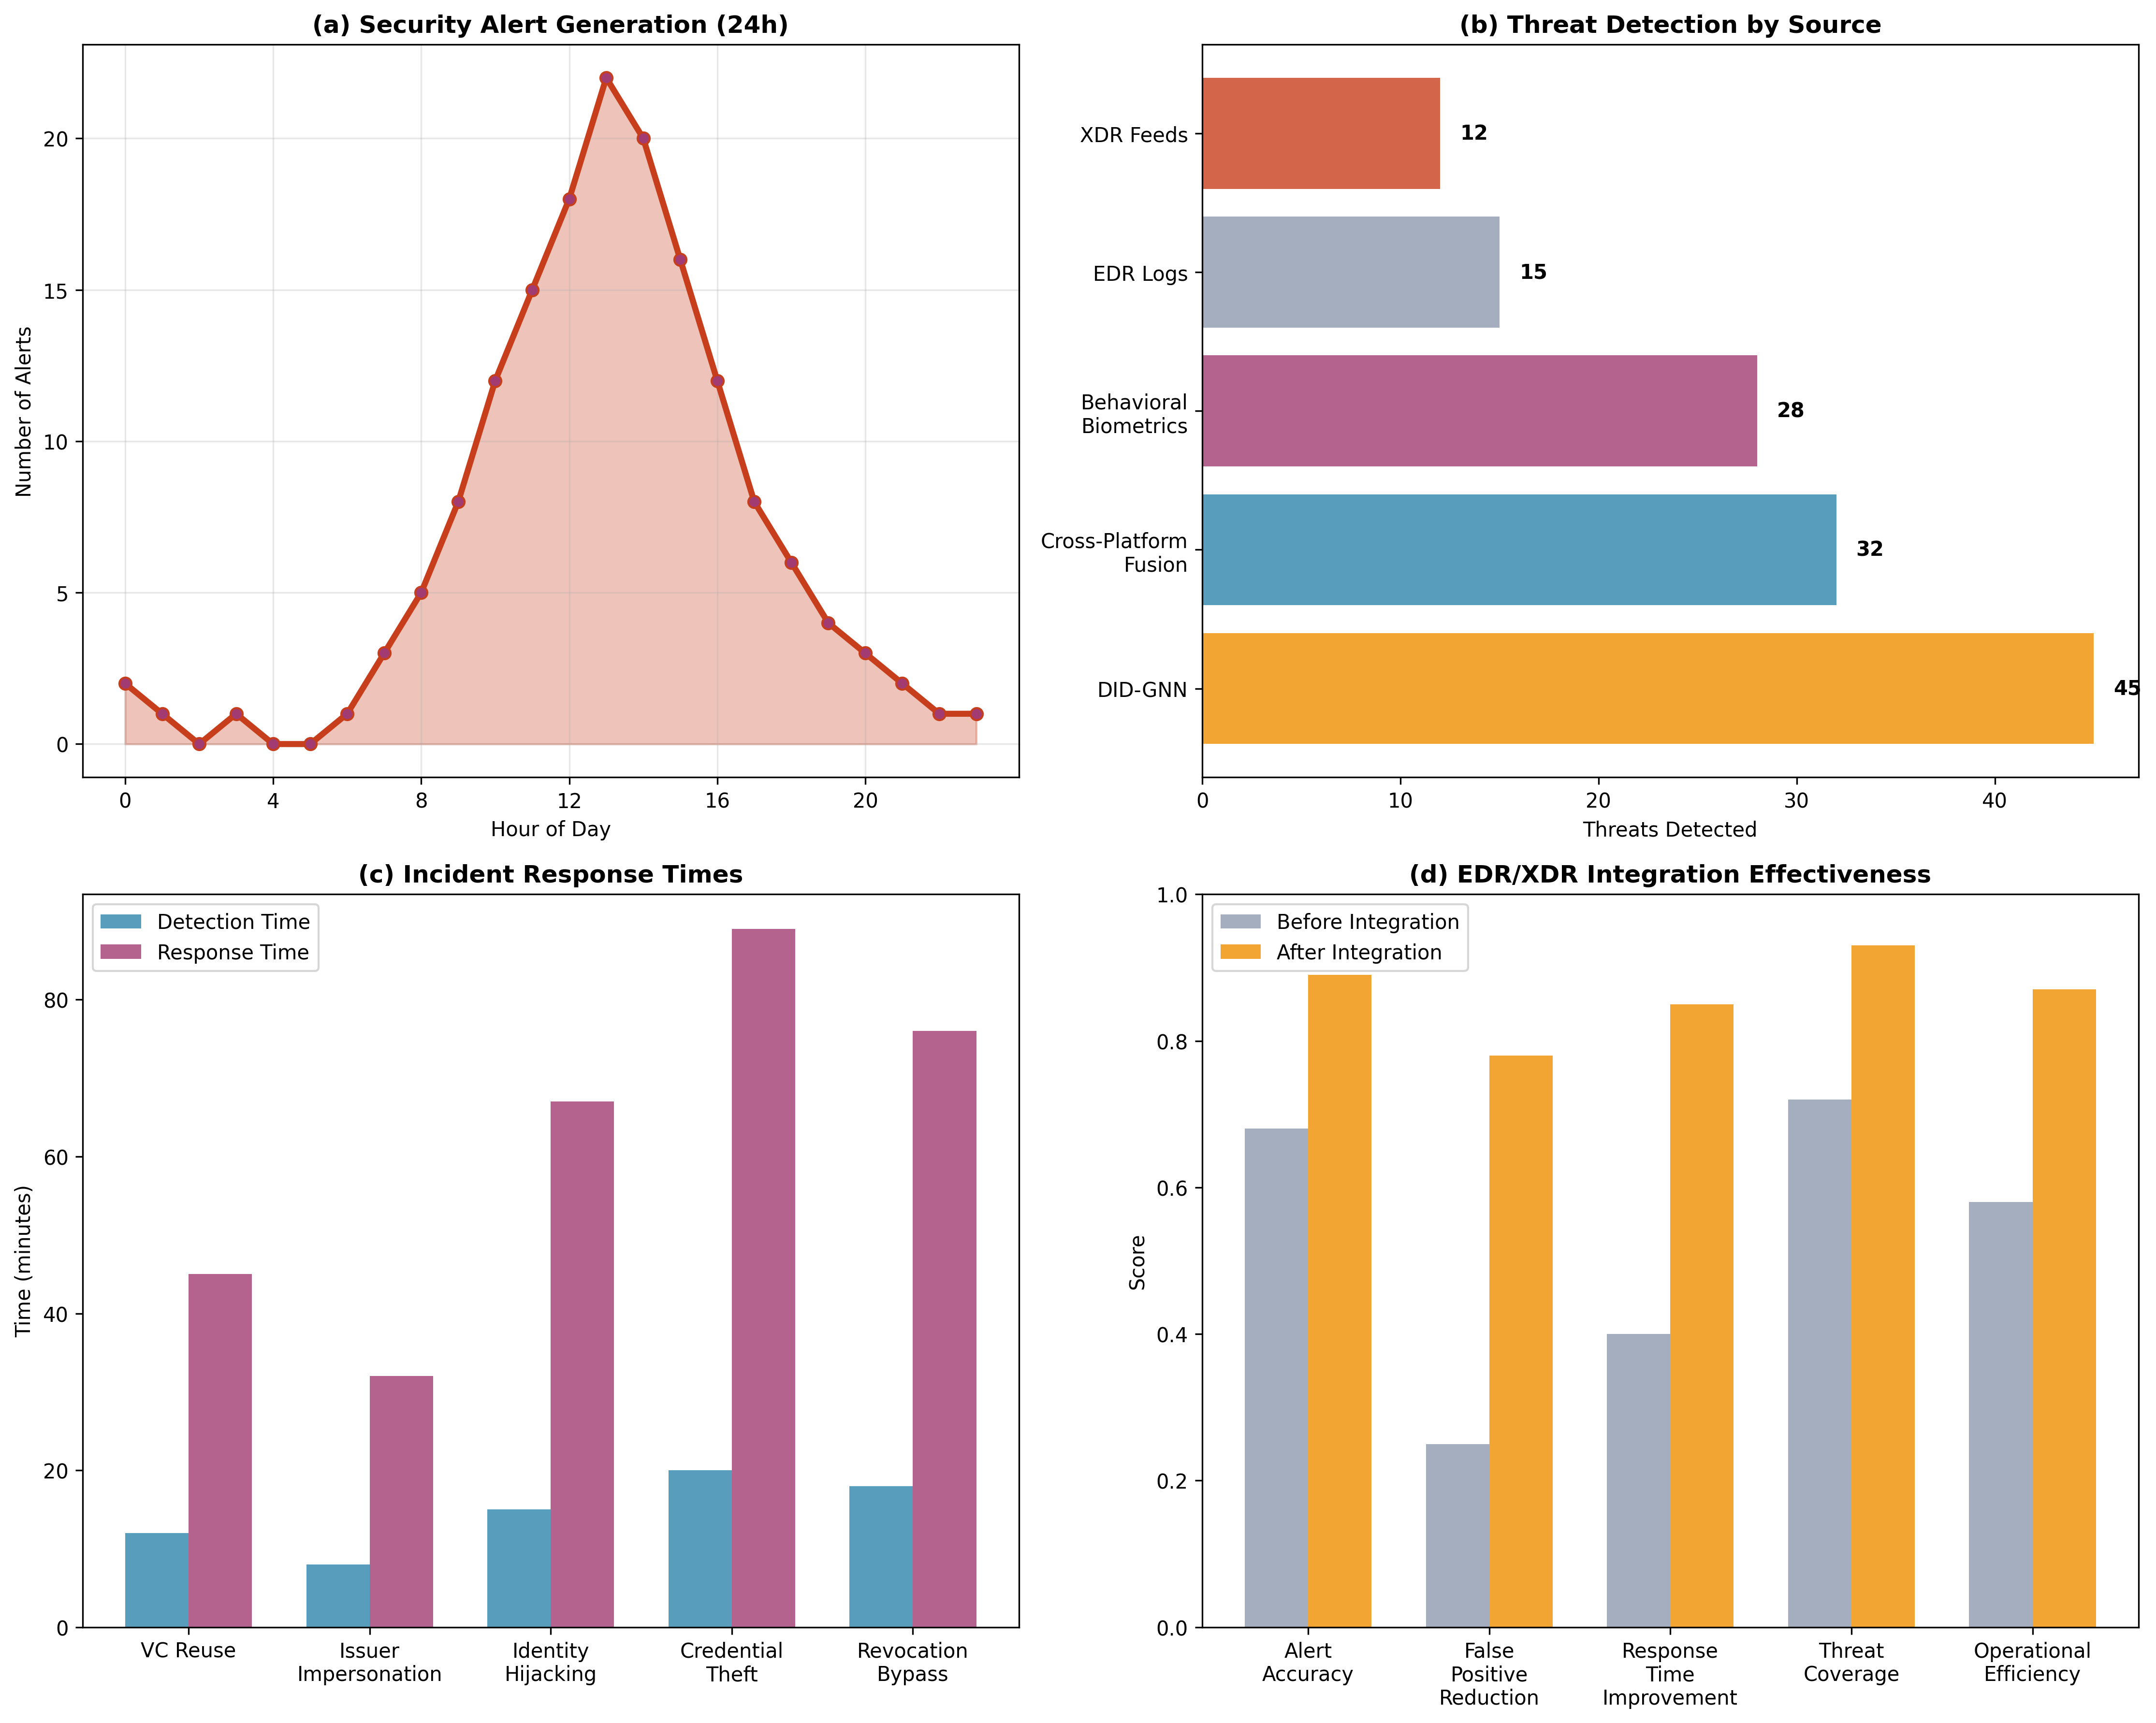 (a) Security Alert Generation (24h)
Number of Alerts
20
15
10
5
0
0 4 8 12 16 20
Hour of Day
(b) Threat Detection by Source
XDR Feeds
12
EDR Logs
15
Behavioral
Biometrics
28
Cross-Platform
Fusion
32
DID-GNN
45
0 10 20 30 40
Threats Detected
(c) Incident Response Times
Detection Time
Response Time
Time (minutes)
80
60
40
20
0
VC Reuse
Issuer
Impersonation
Identity
Hijacking
Credential
Theft
Revocation
Bypass
(d) EDR/XDR Integration Effectiveness
Before Integration
After Integration
Score
1.0
0.8
0.6
0.4
0.2
0.0
Alert
Accuracy
False
Positive
Reduction
Response
Time
Improvement
Threat
Coverage
Operational
Efficiency